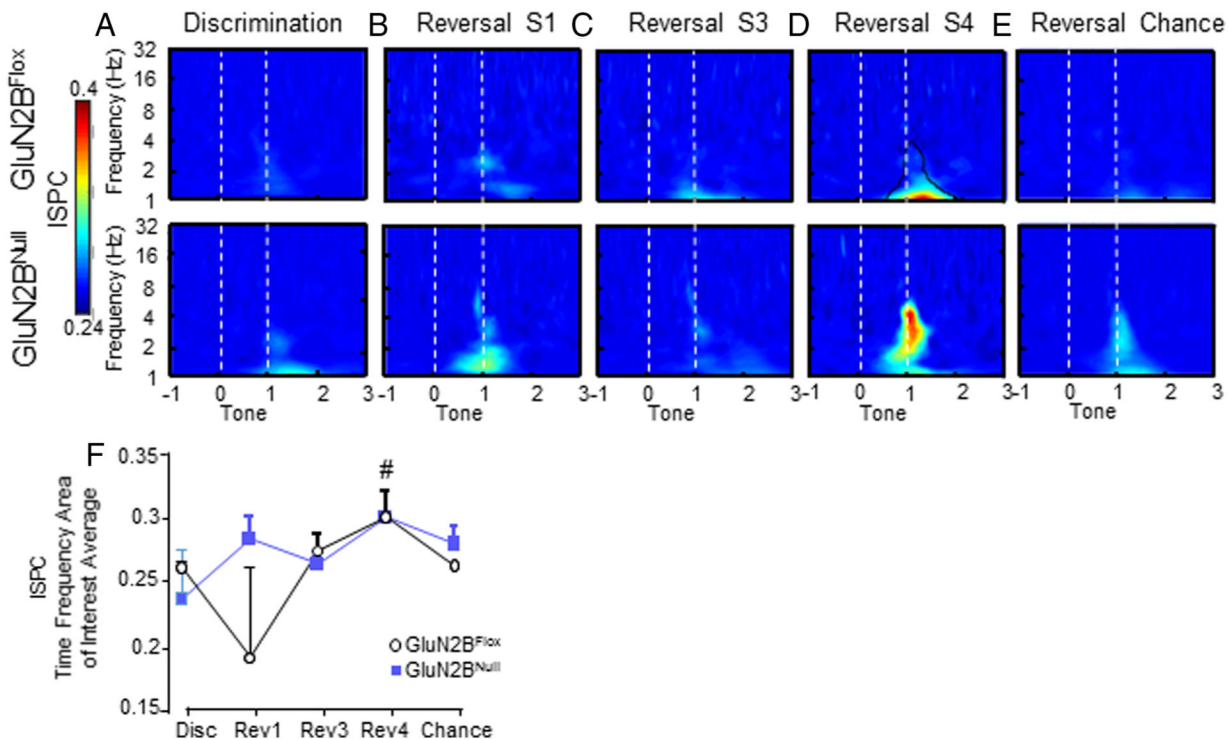 A Discrimination B Reversal S1 C Reversal S3 D Reversal S4 E Reversal Chance
GluN2BFlox
GluN2BNull
ISPC
0.4
0.24
Frequency (Hz)
32
16
8
4
2
1
Frequency (Hz)
32
16
8
4
2
1
-1 0 1 2 3 -1 0 1 2 3 -1 0 1 2 3 -1 0 1 2 3 -1 0 1 2 3
Tone Tone Tone Tone Tone
F
ISPC
Time Frequency Area
of Interest Average
0.35
0.3
0.25
0.2
0.15
#
GluN2BFlox
GluN2BNull
Disc Rev1 Rev3 Rev4 Chance